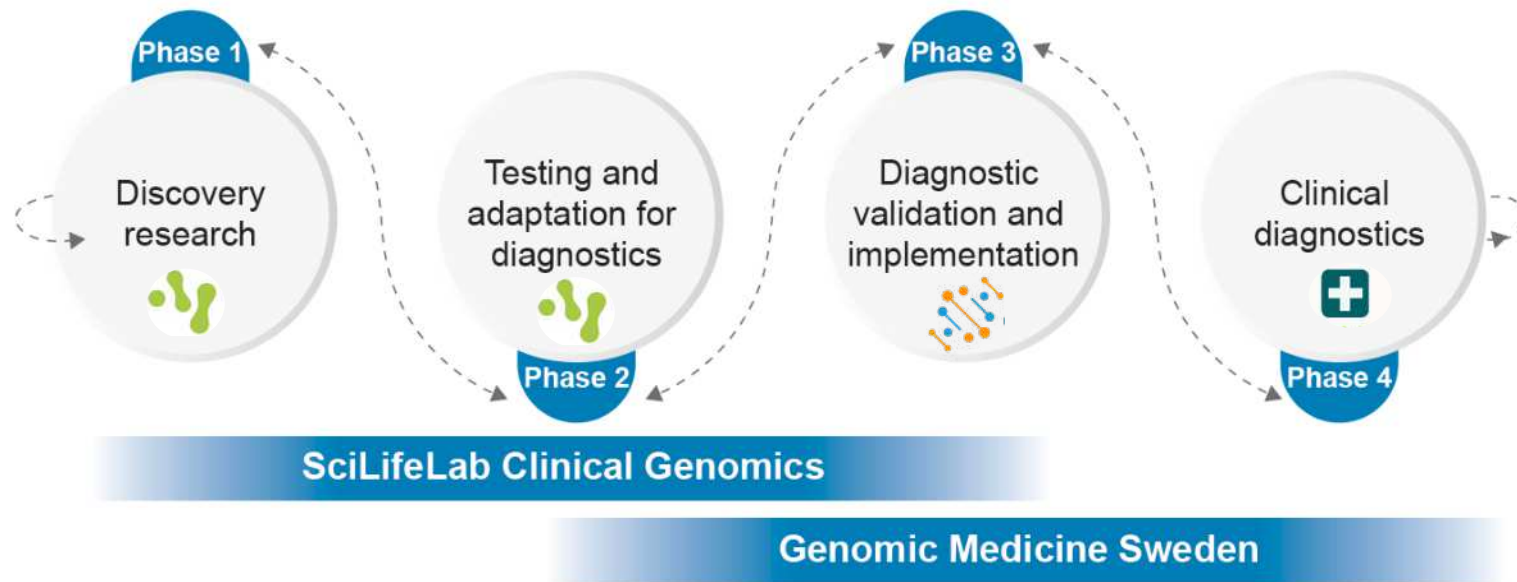 Phase 1
Discovery
research
Testing and
adaptation for
diagnostics
Phase 2
Phase 3
Diagnostic
validation and
implementation
Clinical
diagnostics
Phase 4
SciLifeLab Clinical Genomics
Genomic Medicine Sweden